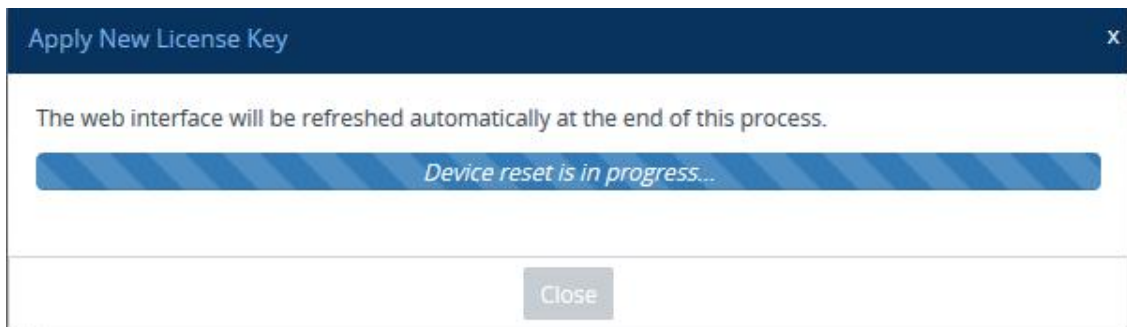 Apply New License Key x
The web interface will be refreshed automatically at the end of this process.
Device reset is in progress...
Close